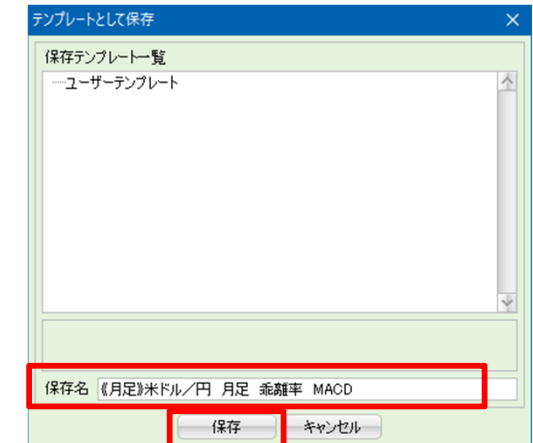 テンプレートとして保存
保存テンプレート一覧
ユーザーテンプレート
保存名 《月足》米ドル／円 月足 乖離率 MACD
保存 キャンセル